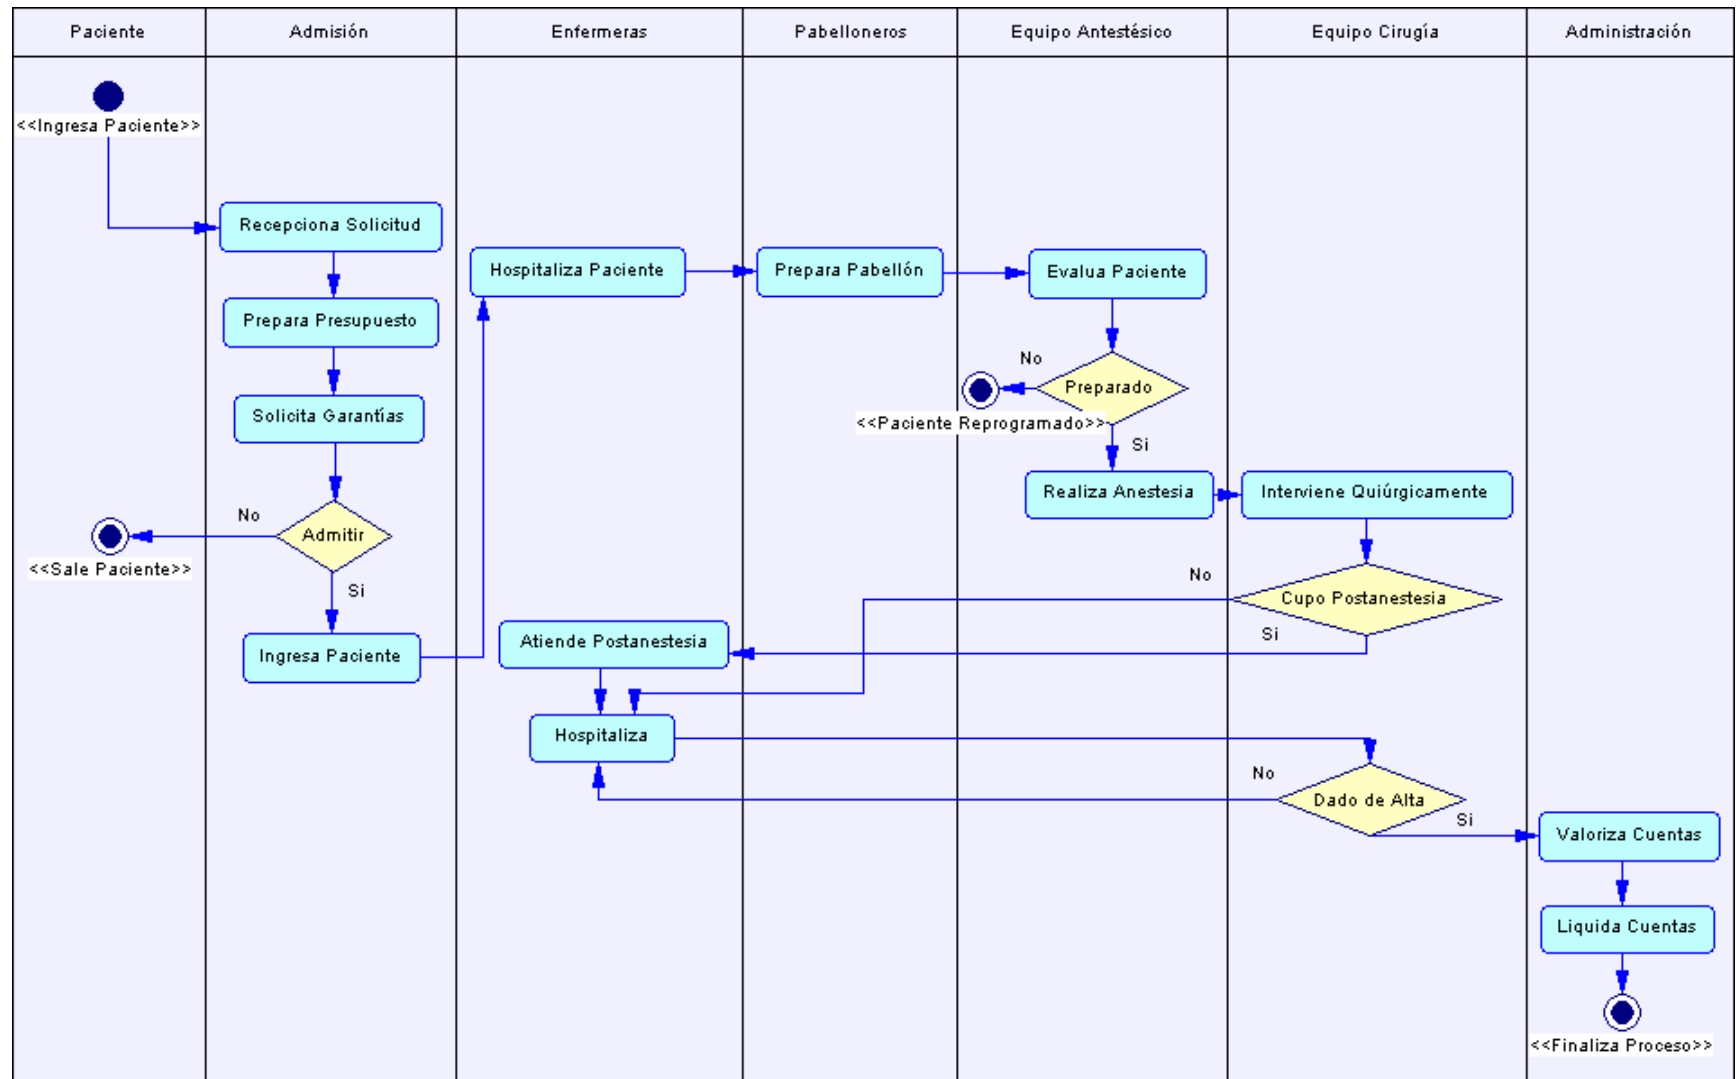 Paciente
Admisión
Enfermeras
Pabelloneros
Equipo Antestésico
Equipo Cirugía
Administración
<<Ingresa Paciente>>
Recepciona Solicitud
Hospitaliza Paciente
Prepara Pabellón
Evalua Paciente
Prepara Presupuesto
No
Preparado
Solicita Garantías
<<Paciente Reprogramado>>
Si
Realiza Anestesia
Interviene Quiúrgicamente
No
Admitir
<<Sale Paciente>>
Si
No
Cupo Postanestesia
Si
Atiende Postanestesia
Ingresa Paciente
Hospitaliza
No
Dado de Alta
Si
Valoriza Cuentas
Liquida Cuentas
<<Finaliza Proceso>>